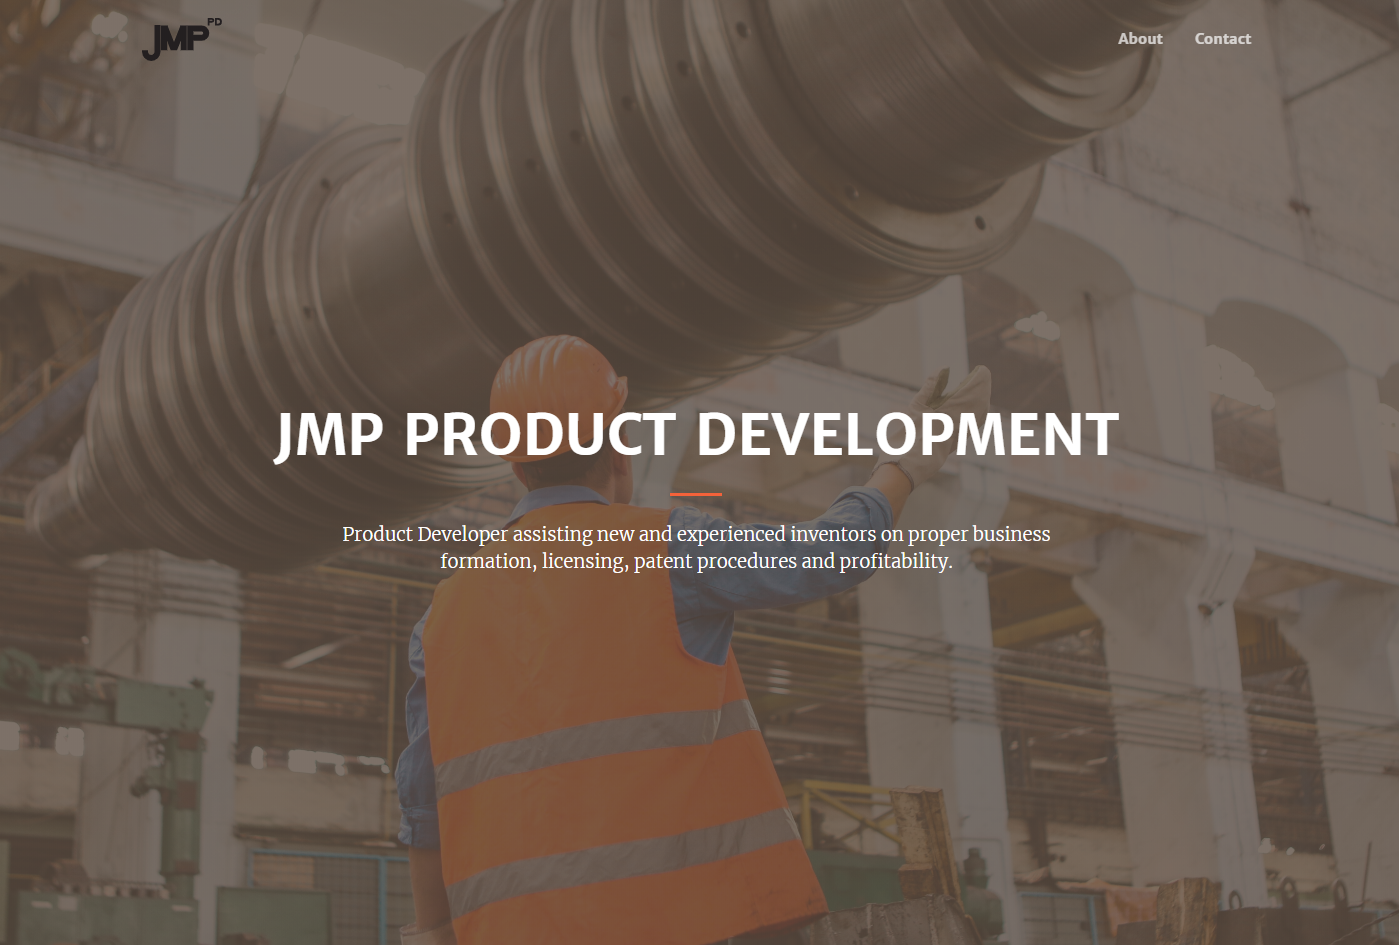 JMP PD
About
Contact
JMP PRODUCT DEVELOPMENT
Product Developer assisting new and experienced inventors on proper business
formation, licensing, patent procedures and profitability.